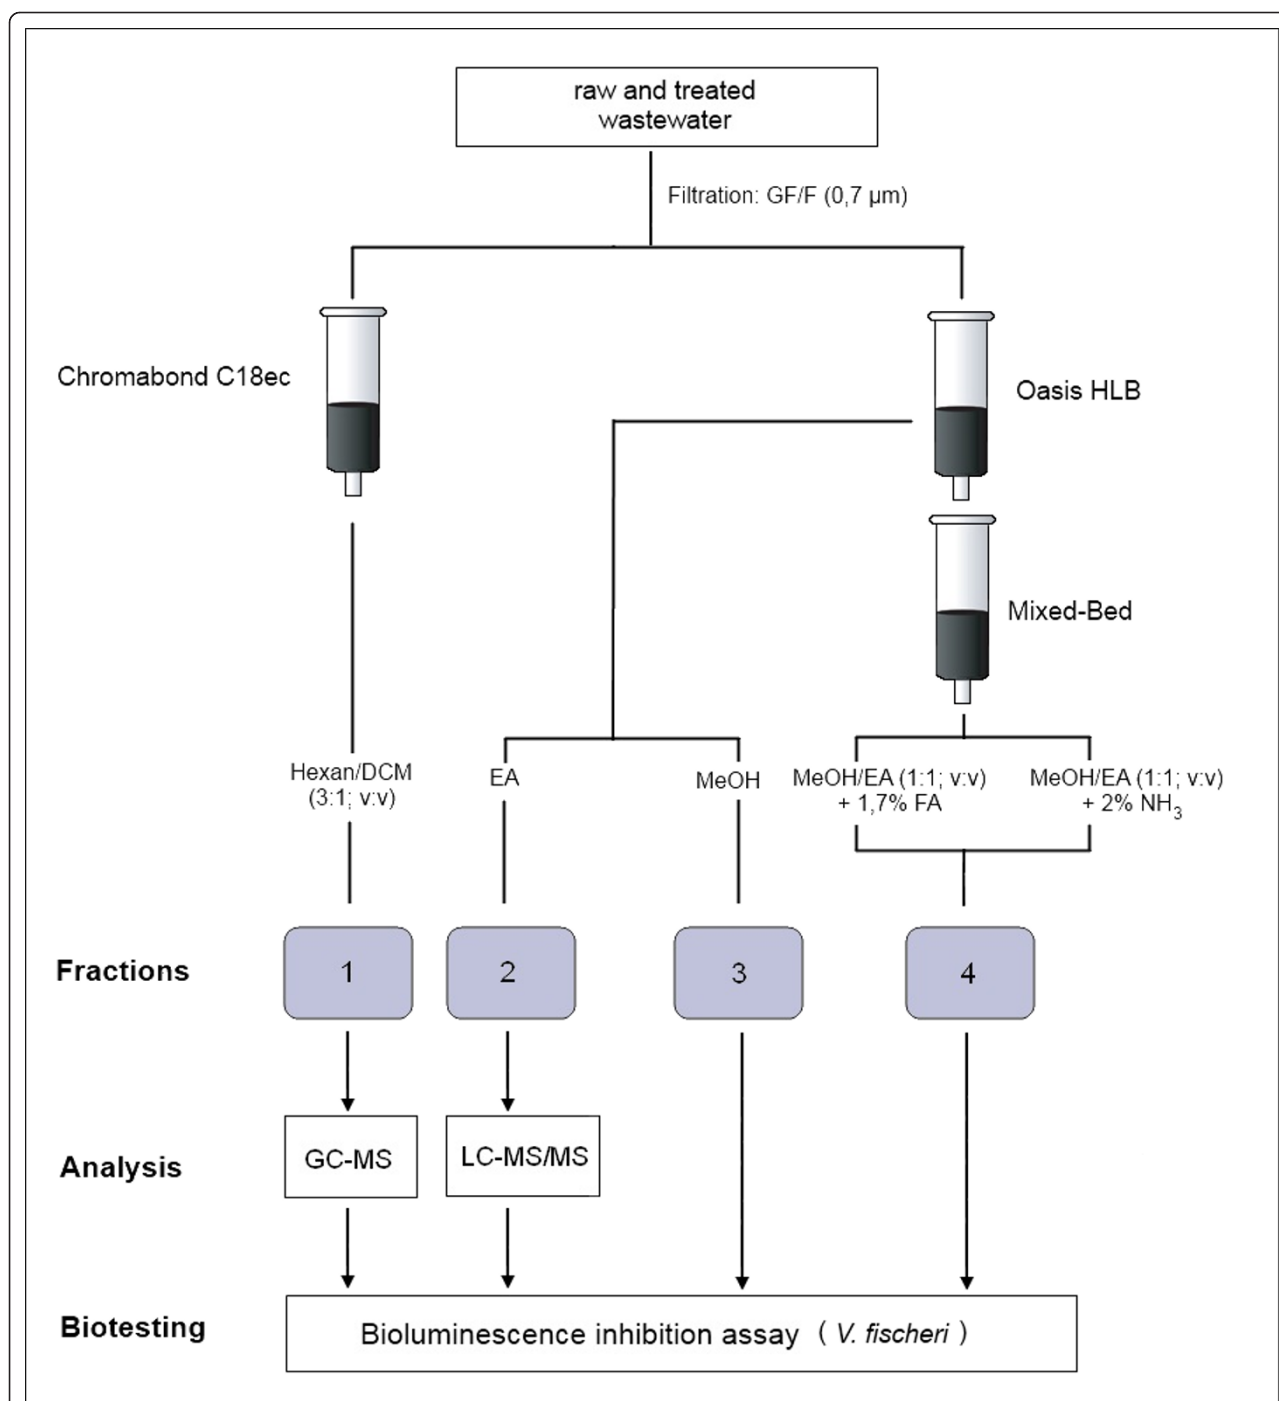 raw and treated
wastewater
Filtration: GF/F (0,7 µm)
Chromabond C18ec
Oasis HLB
Mixed-Bed
Hexan/DCM
(3:1; v:v)
EA
MeOH
MeOH/EA (1:1; v:v)
+ 1,7% FA
MeOH/EA (1:1; v:v)
+ 2% NH₃
Fractions
1
2
3
4
Analysis
GC-MS
LC-MS/MS
Biotesting
Bioluminescence inhibition assay ( V. fischeri )